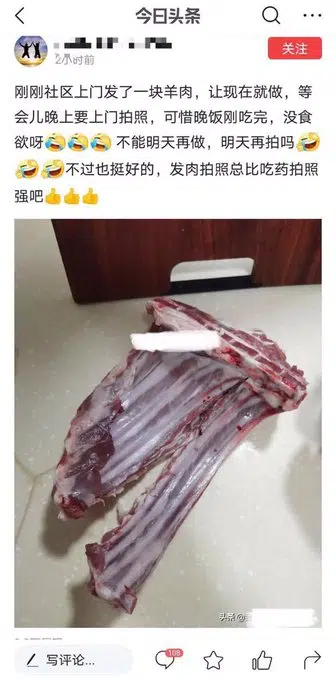 今日头条
2小时前
关注
刚刚社区上门发了一块羊肉，让现在就做，等
会儿晚上要上门拍照，可惜晚饭刚吃完，没食
欲呀🤣🤣🤣 不能明天再做，明天再拍吗🤣
🤣🤣不过也挺好的，发肉拍照总比吃药拍照
强吧👍👍👍
头条@
写评论...
108